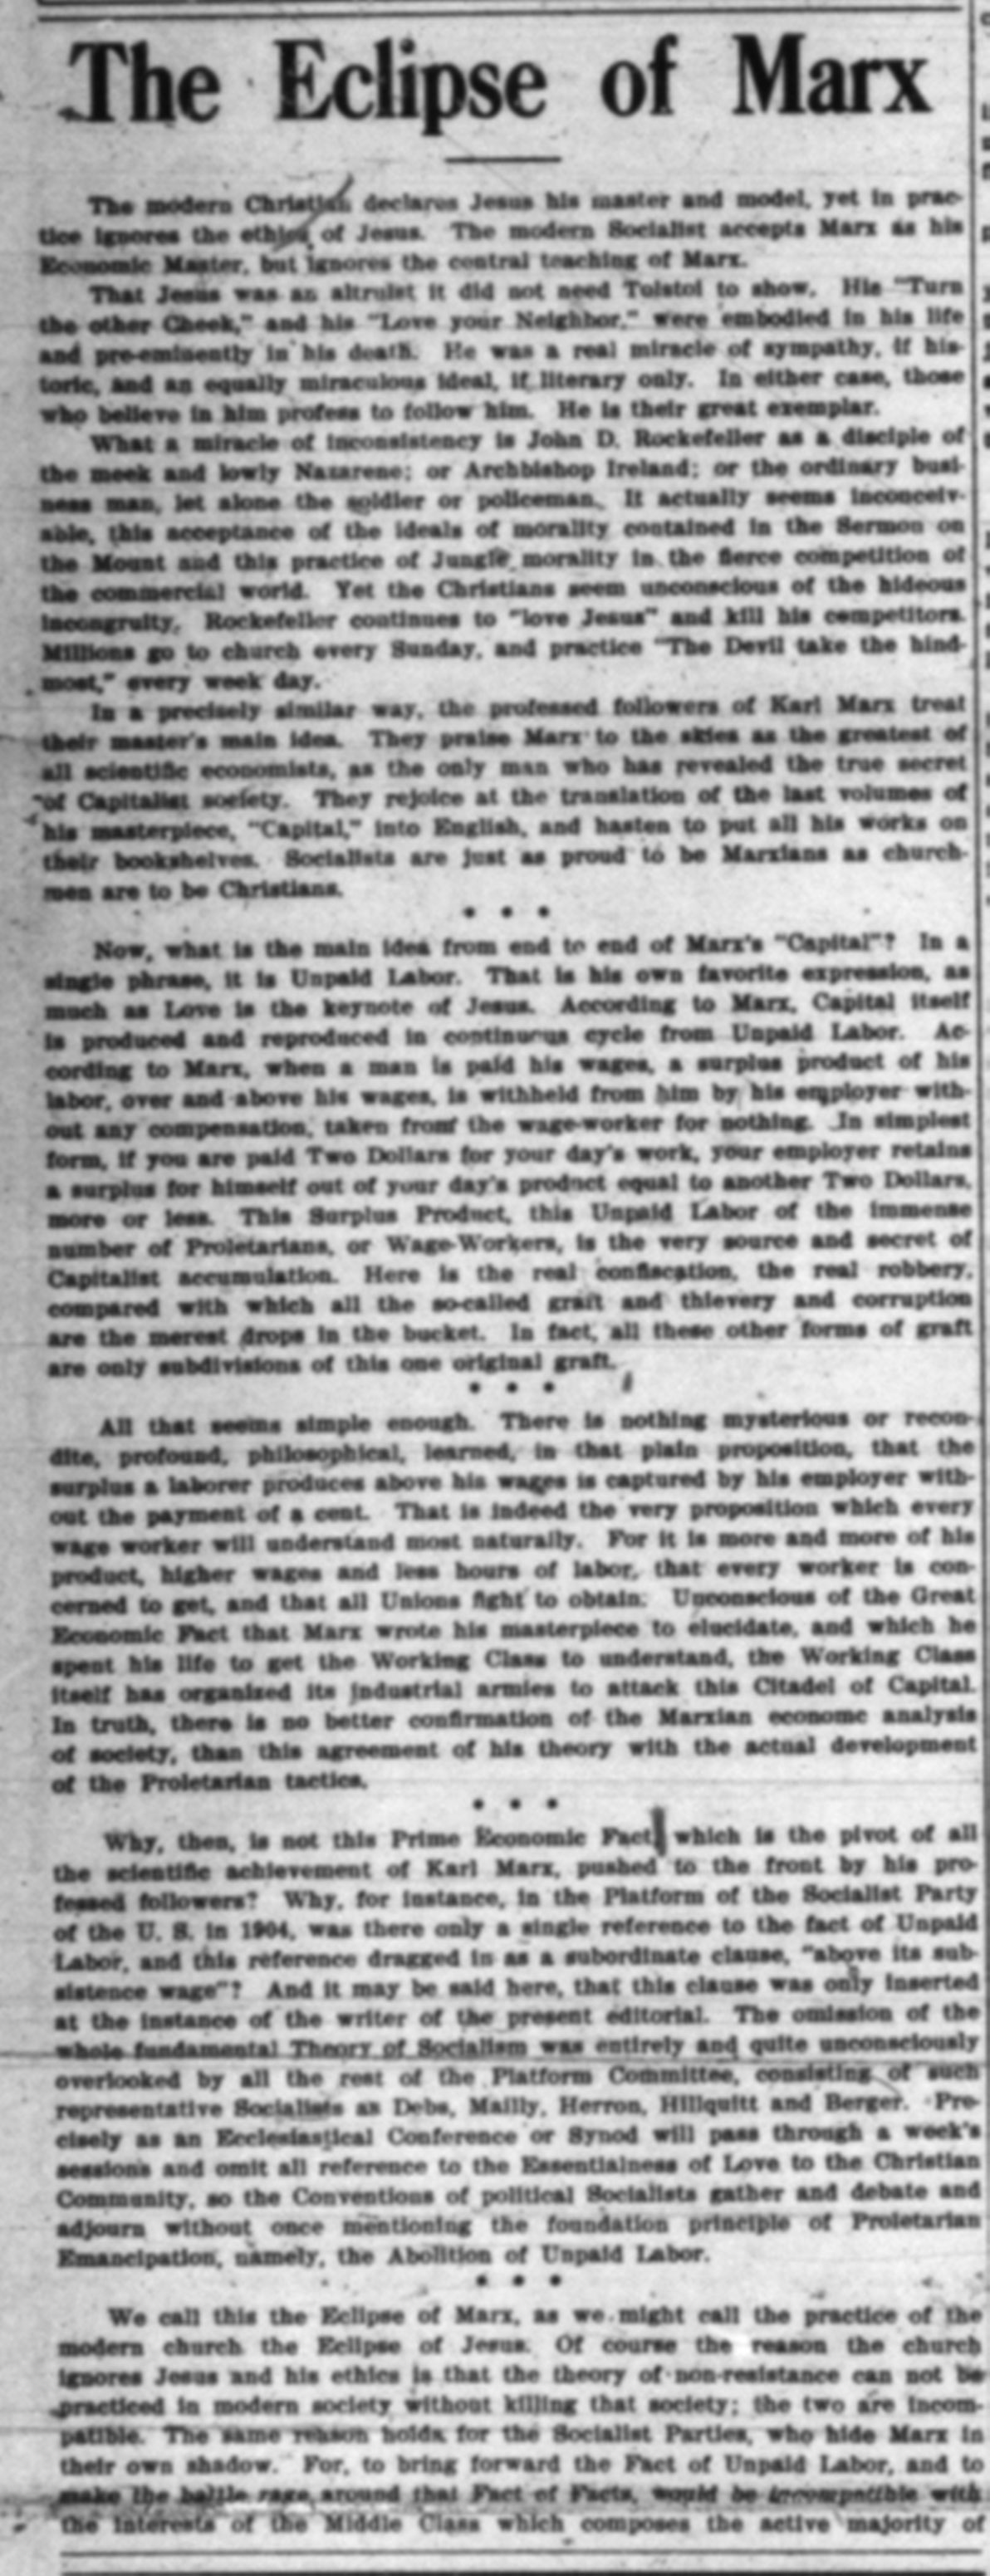 The Eclipse of Marx
The modern Christian declares Jesus his master and model, yet in prac-
tice ignores the ethics of Jesus. The modern Socialist accepts Marx as his
Economic Master, but ignores the central teaching of Marx.
That Jesus was an altruist it did not need Tolstoi to show. His "Turn
the other Cheek," and his "Love your Neighbor," were embodied in his life
and pre-eminently in his death. He was a real miracle of sympathy, if his-
toric, and an equally miraculous ideal, if literary only. In either case, those
who believe in him profess to follow him. He is their great exemplar.
What a miracle of inconsistency is John D. Rockefeller as a disciple of
the meek and lowly Nazarene; or Archbishop Ireland; or the ordinary busi-
ness man, let alone the soldier or policeman. It actually seems inconceiv-
able, this acceptance of the ideals of morality contained in the Sermon on
the Mount and this practice of Jungle morality in the fierce competition of
the commercial world. Yet the Christians seem unconscious of the hideous
incongruity. Rockefeller continues to "love Jesus" and kill his competitors.
Millions go to church every Sunday, and practice "The Devil take the hind-
most," every week day.
In a precisely similar way, the professed followers of Karl Marx treat
their master's main idea. They praise Marx to the skies as the greatest of
all scientific economists, as the only man who has revealed the true secret
of Capitalist society. They rejoice at the translation of the last volumes of
his masterpiece, "Capital," into English, and hasten to put all his works on
their bookshelves. Socialists are just as proud to be Marxians as church-
men are to be Christians.
* * *
Now, what is the main idea from end to end of Marx's "Capital"? In a
single phrase, it is Unpaid Labor. That is his own favorite expression, as
much as Love is the keynote of Jesus. According to Marx, Capital itself
is produced and reproduced in continuous cycle from Unpaid Labor. Ac-
cording to Marx, when a man is paid his wages, a surplus product of his
labor, over and above his wages, is withheld from him by his employer with-
out any compensation, taken from the wage-worker for nothing. In simplest
form, if you are paid Two Dollars for your day's work, your employer retains
a surplus for himself out of your day's product equal to another Two Dollars,
more or less. This Surplus Product, this Unpaid Labor of the immense
number of Proletarians, or Wage-Workers, is the very source and secret of
Capitalist accumulation. Here is the real confiscation, the real robbery,
compared with which all the so-called graft and thievery and corruption
are the merest drops in the bucket. In fact, all these other forms of graft
are only subdivisions of this one original graft.
* * *
All that seems simple enough. There is nothing mysterious or recon-
dite, profound, philosophical, learned, in that plain proposition, that the
surplus a laborer produces above his wages is captured by his employer with-
out the payment of a cent. That is indeed the very proposition which every
wage worker will understand most naturally. For it is more and more of his
product, higher wages and less hours of labor, that every worker is con-
cerned to get, and that all Unions fight to obtain. Unconscious of the Great
Economic Fact that Marx wrote his masterpiece to elucidate, and which he
spent his life to get the Working Class to understand, the Working Class
itself has organized its industrial armies to attack this Citadel of Capital.
In truth, there is no better confirmation of the Marxian economc analysis
of society, than this agreement of his theory with the actual development
of the Proletarian tactics.
* * *
Why, then, is not this Prime Economic Fact, which is the pivot of all
the scientific achievement of Karl Marx, pushed to the front by his pro-
fessed followers? Why, for instance, in the Platform of the Socialist Party
of the U. S. in 1904, was there only a single reference to the fact of Unpaid
Labor, and this reference dragged in as a subordinate clause, "above its sub-
sistence wage"? And it may be said here, that this clause was only inserted
at the instance of the writer of the present editorial. The omission of the
whole fundamental Theory of Socialism was entirely and quite unconsciously
overlooked by all the rest of the Platform Committee, consisting of such
representative Socialists as Debs, Mailly, Herron, Hillquitt and Berger. Pre-
cisely as an Ecclesiastical Conference or Synod will pass through a week's
sessions and omit all reference to the Essentialness of Love to the Christian
Community, so the Conventions of political Socialists gather and debate and
adjourn without once mentioning the foundation principle of Proletarian
Emancipation, namely, the Abolition of Unpaid Labor.
* * *
We call this the Eclipse of Marx, as we might call the practice of the
modern church the Eclipse of Jesus. Of course the reason the church
ignores Jesus and his ethics is that the theory of non-resistance can not be
practiced in modern society without killing that society; the two are incom-
patible. The same reason holds for the Socialist Parties, who hide Marx in
their own shadow. For, to bring forward the Fact of Unpaid Labor, and to
make the battle rage around that Fact of Facts, would be incompatible with
the interests of the Middle Class which composes the active majority of